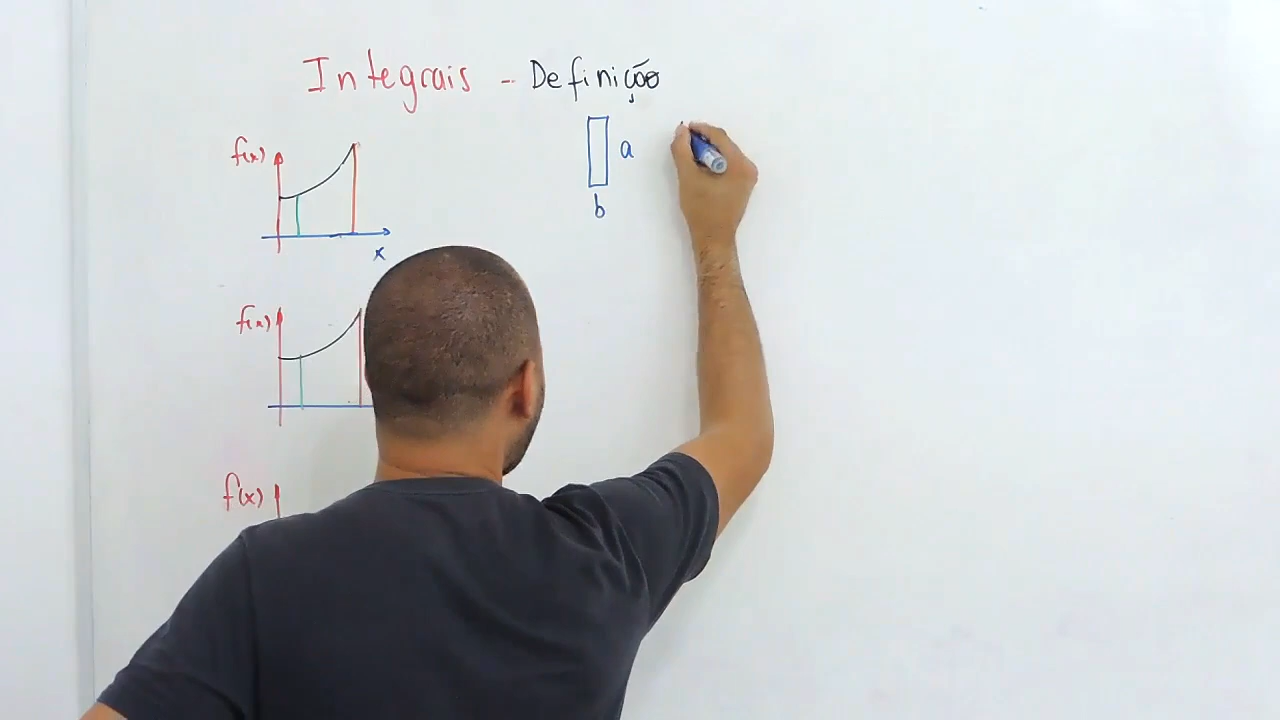 Integrais - Definição
f(x)
a
b
x
f(x)
f(x)